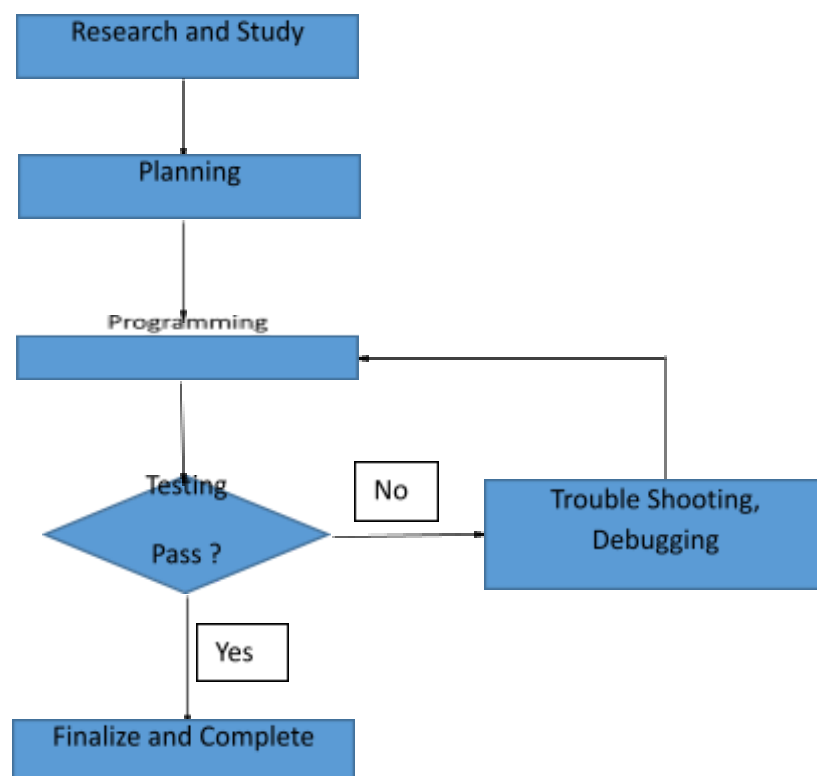 Research and Study
Planning
Programming
Testing
Pass ?
No
Trouble Shooting,
Debugging
Yes
Finalize and Complete